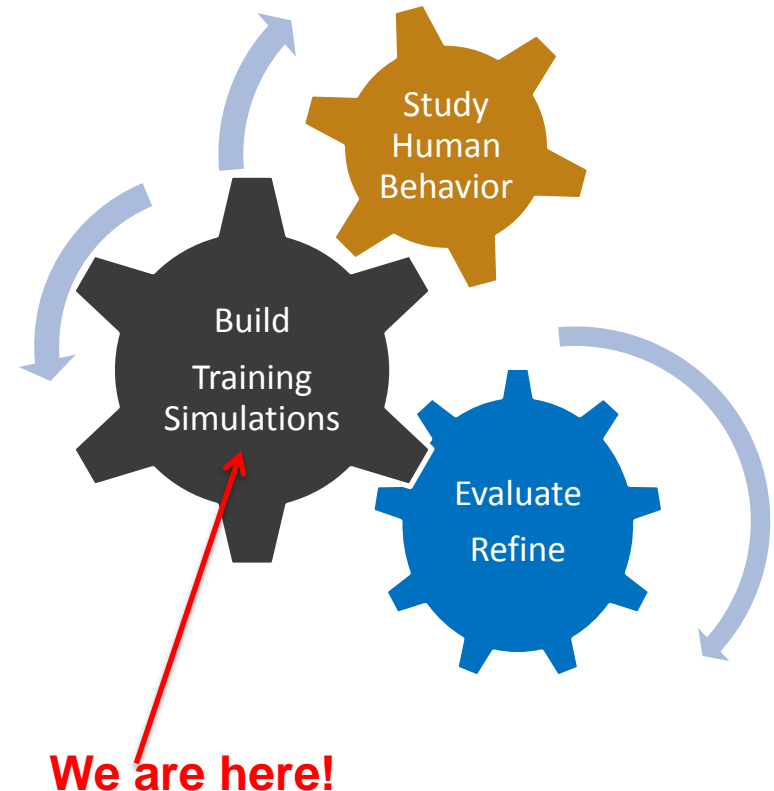 Study
Human
Behavior
Build
Training
Simulations
Evaluate
Refine
We are here!